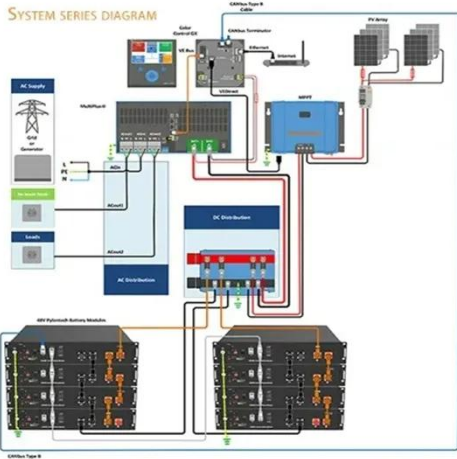 SYSTEM SERIES DIAGRAM
CANbus Type B
Cable
Color
Control GX
CANbus Terminator
PV Array
VE.Bus
Ethernet
Internet
AC Supply
VE.Direct
MPPT
MultiPlus-II
Grid
or
Generator
L
PE
N
ACin
ACout1
Loads
DC Distribution
ACout2
AC Distribution
48V Pylontech Battery Modules
CANbus Type B